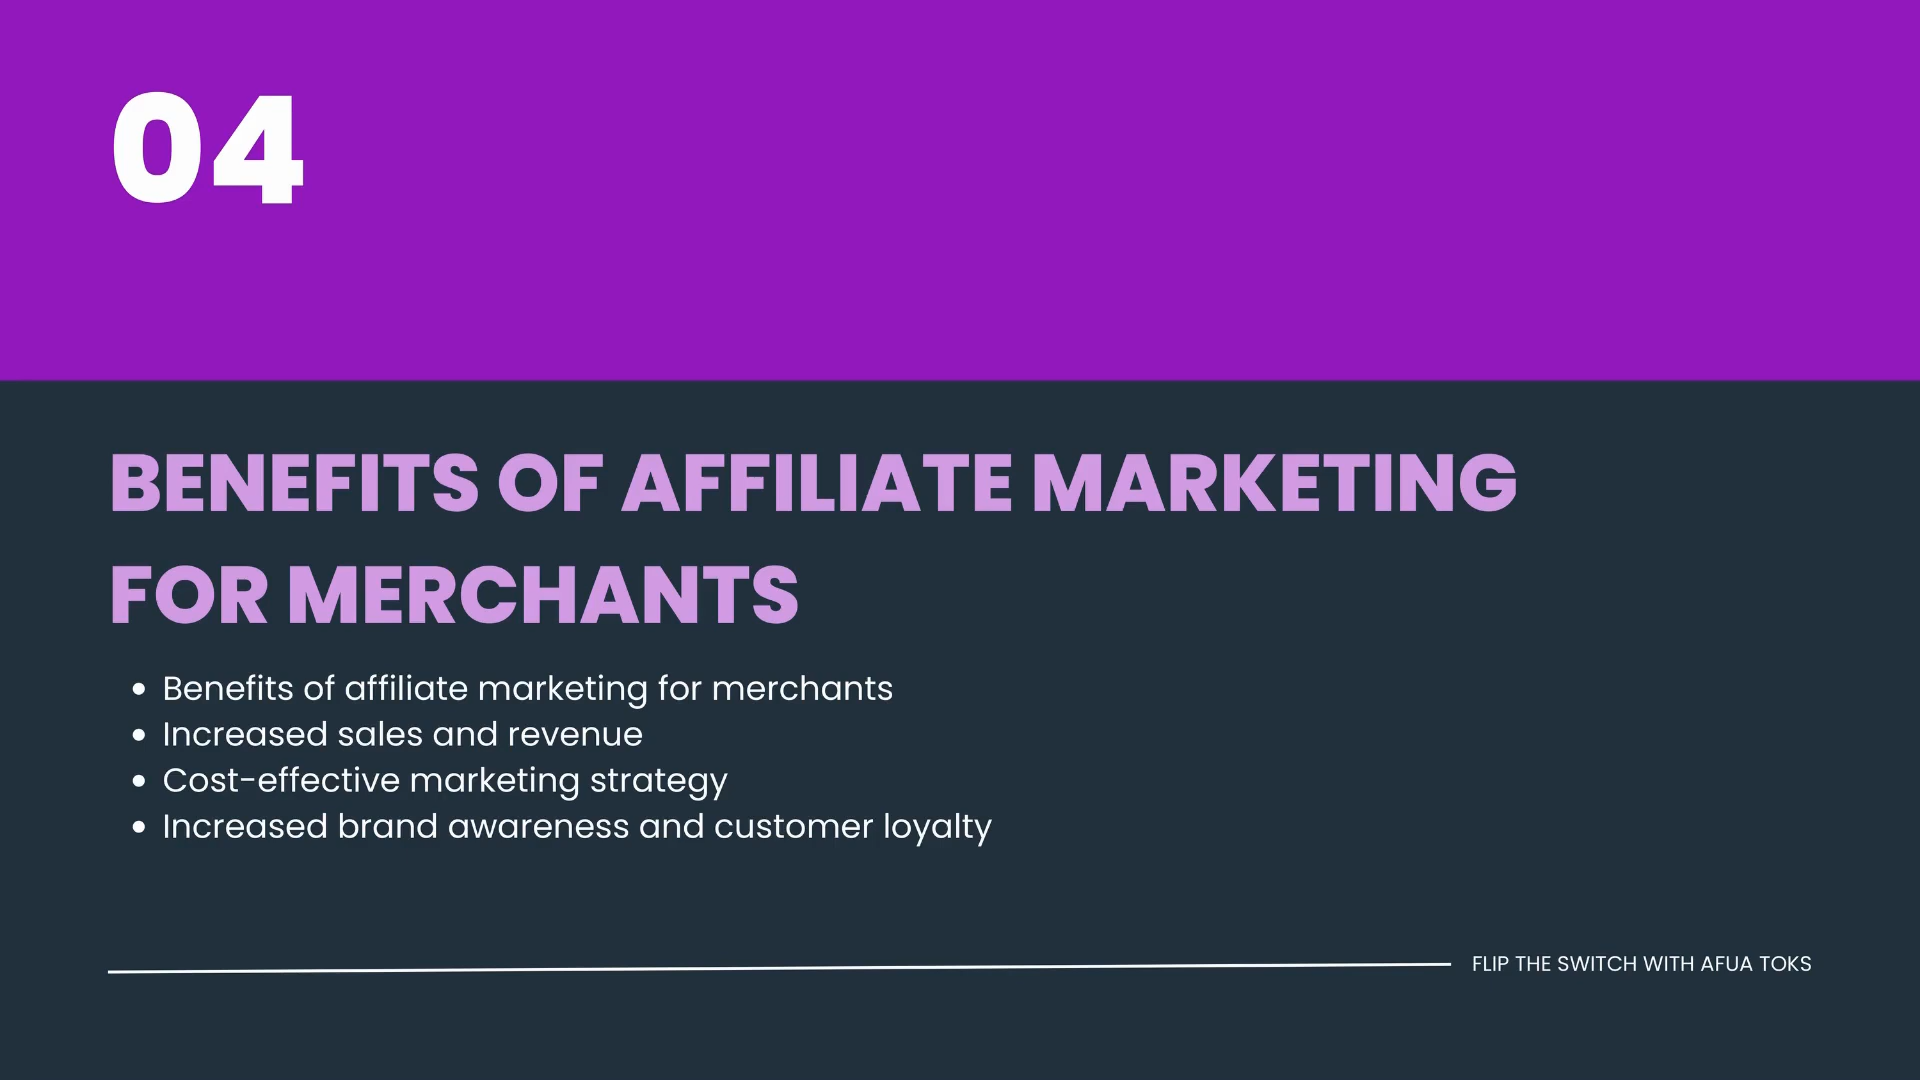 04
BENEFITS OF AFFILIATE MARKETING
FOR MERCHANTS
• Benefits of affiliate marketing for merchants
• Increased sales and revenue
• Cost-effective marketing strategy
• Increased brand awareness and customer loyalty
FLIP THE SWITCH WITH AFUA TOKS